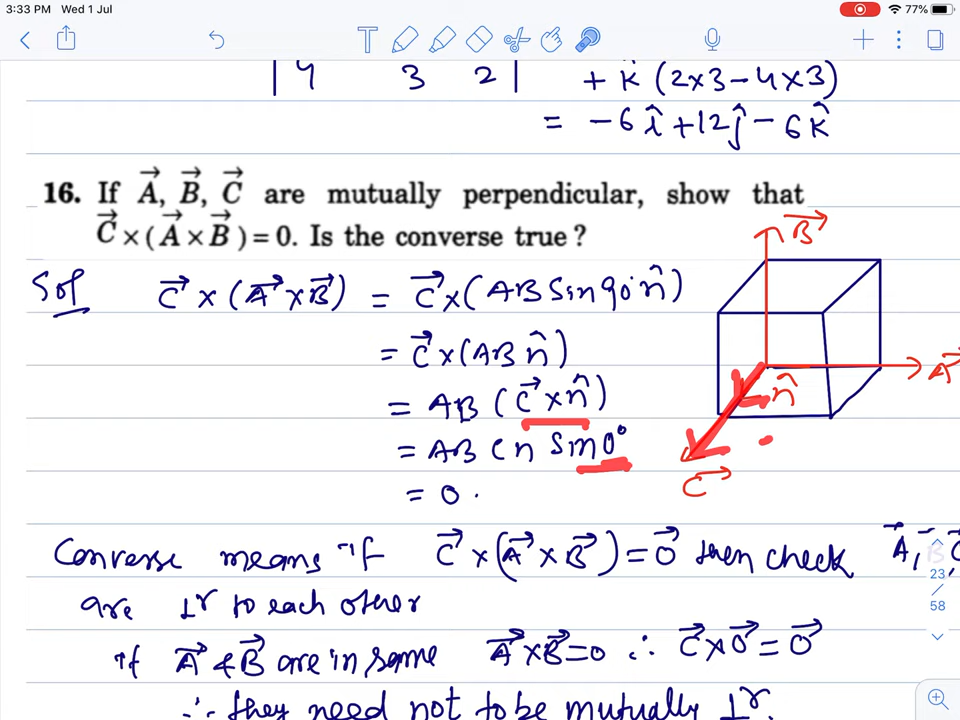 3:33 PM Wed 1 Jul 77%
| 4 3 2 | + k̂ (2×3 − 4×3)
= −6î + 12ĵ − 6k̂
16. If A⃗, B⃗, C⃗ are mutually perpendicular, show that
C⃗ × (A⃗ × B⃗) = 0. Is the converse true ?
B⃗
Sol C⃗ × (A⃗ × B⃗) = C⃗ × (AB Sin 90° n̂)
= C⃗ × (AB n̂)
A⃗
n̂
= AB (C⃗ × n̂)
= AB C n Sin 0°
C⃗
= 0.
Converse means if C⃗ × (A⃗ × B⃗) = 0⃗ then check A⃗, B⃗, C⃗
are ⊥r to each other
23
/
58
if A⃗ & B⃗ are in same A⃗ × B⃗ = 0 ∴ C⃗ × 0⃗ = 0⃗
∴ they need not to be mutually ⊥r.